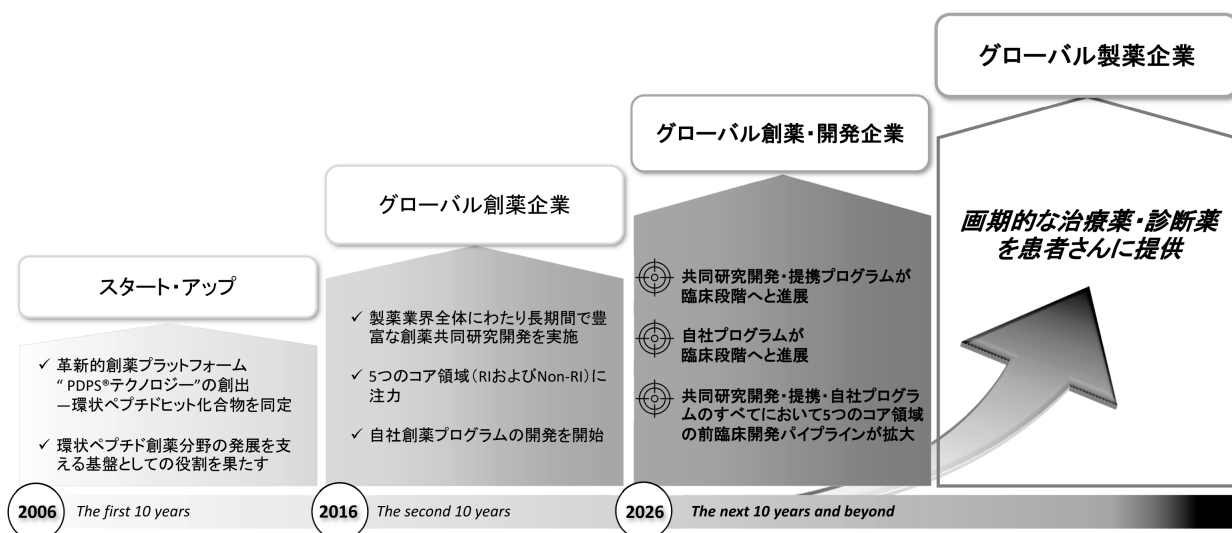 スタート・アップ
✓ 革新的創薬プラットフォーム
“ PDPS®テクノロジー”の創出
―環状ペプチドヒット化合物を同定
✓ 環状ペプチド創薬分野の発展を支
える基盤としての役割を果たす
グローバル創薬企業
✓ 製薬業界全体にわたり長期間で豊
富な創薬共同研究開発を実施
✓ 5つのコア領域（RIおよびNon-RI）に
注力
✓ 自社創薬プログラムの開発を開始
グローバル創薬・開発企業
共同研究開発・提携プログラムが
臨床段階へと進展
自社プログラムが
臨床段階へと進展
共同研究開発・提携・自社プログラ
ムのすべてにおいて5つのコア領域
の前臨床開発パイプラインが拡大
グローバル製薬企業
画期的な治療薬・診断薬
を患者さんに提供
2006 The first 10 years
2016 The second 10 years
2026 The next 10 years and beyond